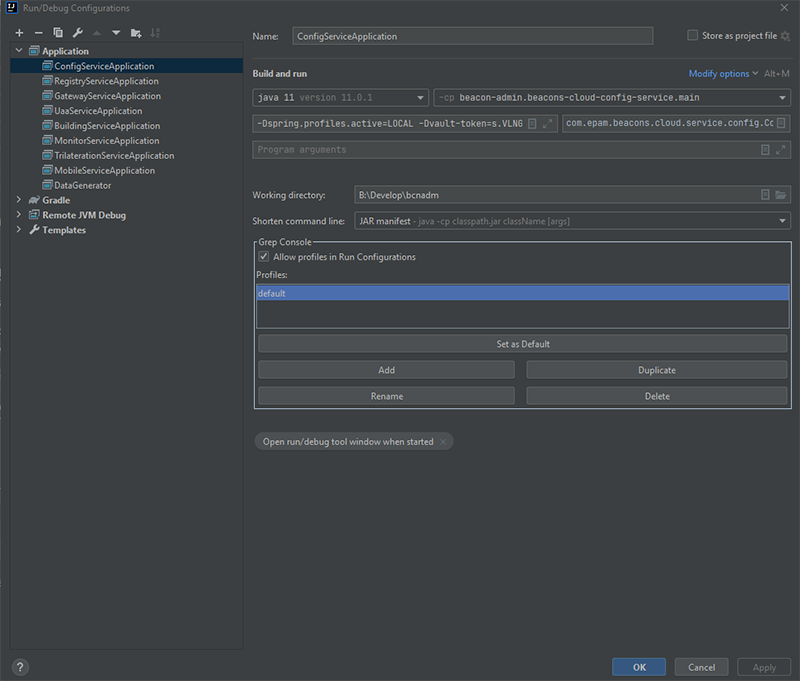 Run/Debug Configurations
Name: ConfigServiceApplication
Store as project file
Application
ConfigServiceApplication
RegistryServiceApplication
GatewayServiceApplication
UaaServiceApplication
BuildingServiceApplication
MonitorServiceApplication
TrilaterationServiceApplication
MobileServiceApplication
DataGenerator
Gradle
Remote JVM Debug
Templates
Build and run
Modify options Alt+M
java 11 version 11.0.1
-cp beacon-admin.beacons-cloud-config-service.main
-Dspring.profiles.active=LOCAL -Dvault-token=s.VLNG
com.epam.beacons.cloud.service.config.Co
Program arguments
Working directory: B:\Develop\bcnadm
Shorten command line: JAR manifest - java -cp classpath.jar className [args]
Grep Console
Allow profiles in Run Configurations
Profiles:
default
Set as Default
Add Duplicate
Rename Delete
Open run/debug tool window when started
? OK Cancel Apply